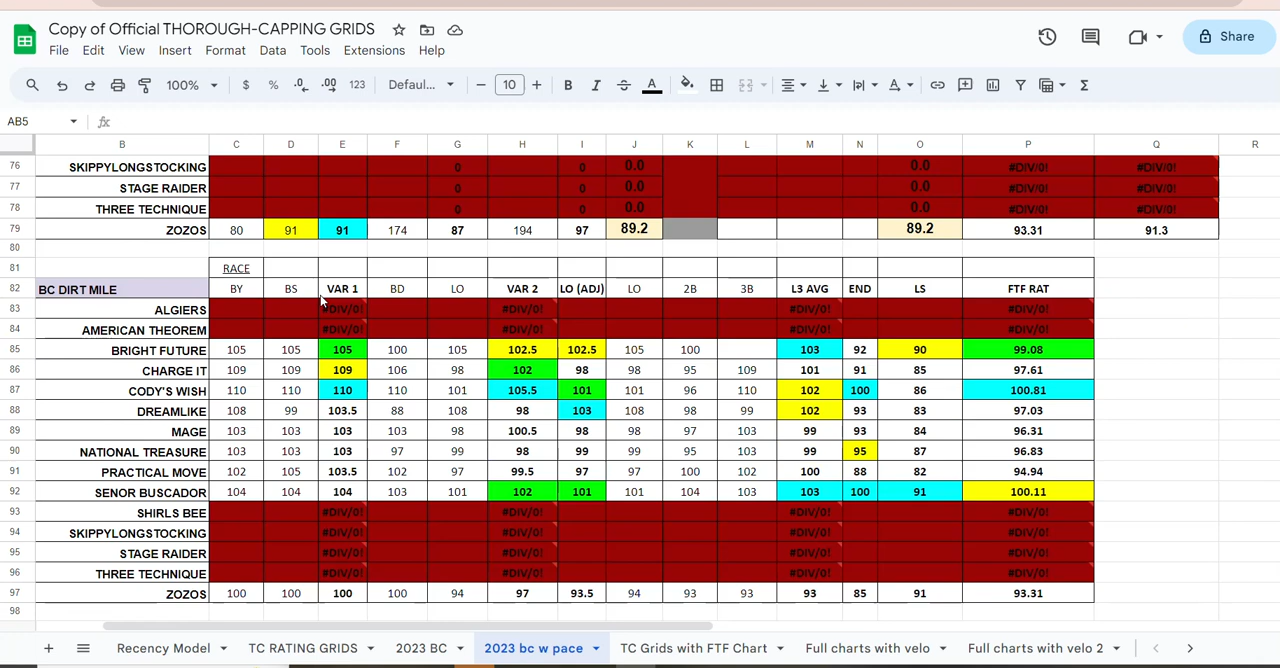 Copy of Official THOROUGH-CAPPING GRIDS
Share
File Edit View Insert Format Data Tools Extensions Help
100% $ % .0 .00 123 Defaul... − 10 + B I S A Σ
AB5 fx
B C D E F G H I J K L M N O P Q R
76 SKIPPYLONGSTOCKING 0 0 0.0 0.0 #DIV/0! #DIV/0!
77 STAGE RAIDER 0 0 0.0 0.0 #DIV/0! #DIV/0!
78 THREE TECHNIQUE 0 0 0.0 0.0 #DIV/0! #DIV/0!
79 ZOZOS 80 91 91 174 87 194 97 89.2 89.2 93.31 91.3
80
81 RACE
82 BC DIRT MILE BY BS VAR 1 BD LO VAR 2 LO (ADJ) LO 2B 3B L3 AVG END LS FTF RAT
83 ALGIERS #DIV/0! #DIV/0! #DIV/0! #DIV/0!
84 AMERICAN THEOREM #DIV/0! #DIV/0! #DIV/0! #DIV/0!
85 BRIGHT FUTURE 105 105 105 100 105 102.5 102.5 105 100 103 92 90 99.08
86 CHARGE IT 109 109 109 106 98 102 98 98 95 109 101 91 85 97.61
87 CODY'S WISH 110 110 110 110 101 105.5 101 101 96 110 102 100 86 100.81
88 DREAMLIKE 108 99 103.5 88 108 98 103 108 98 99 102 93 83 97.03
89 MAGE 103 103 103 103 98 100.5 98 98 97 103 99 93 84 96.31
90 NATIONAL TREASURE 103 103 103 97 99 98 99 99 95 103 99 95 87 96.83
91 PRACTICAL MOVE 102 105 103.5 102 97 99.5 97 97 100 102 100 88 82 94.94
92 SENOR BUSCADOR 104 104 104 103 101 102 101 101 104 103 103 100 91 100.11
93 SHIRLS BEE #DIV/0! #DIV/0! #DIV/0! #DIV/0!
94 SKIPPYLONGSTOCKING #DIV/0! #DIV/0! #DIV/0! #DIV/0!
95 STAGE RAIDER #DIV/0! #DIV/0! #DIV/0! #DIV/0!
96 THREE TECHNIQUE #DIV/0! #DIV/0! #DIV/0! #DIV/0!
97 ZOZOS 100 100 100 100 94 97 93.5 94 93 93 93 85 91 93.31
98
Recency Model TC RATING GRIDS 2023 BC 2023 bc w pace TC Grids with FTF Chart Full charts with velo Full charts with velo 2